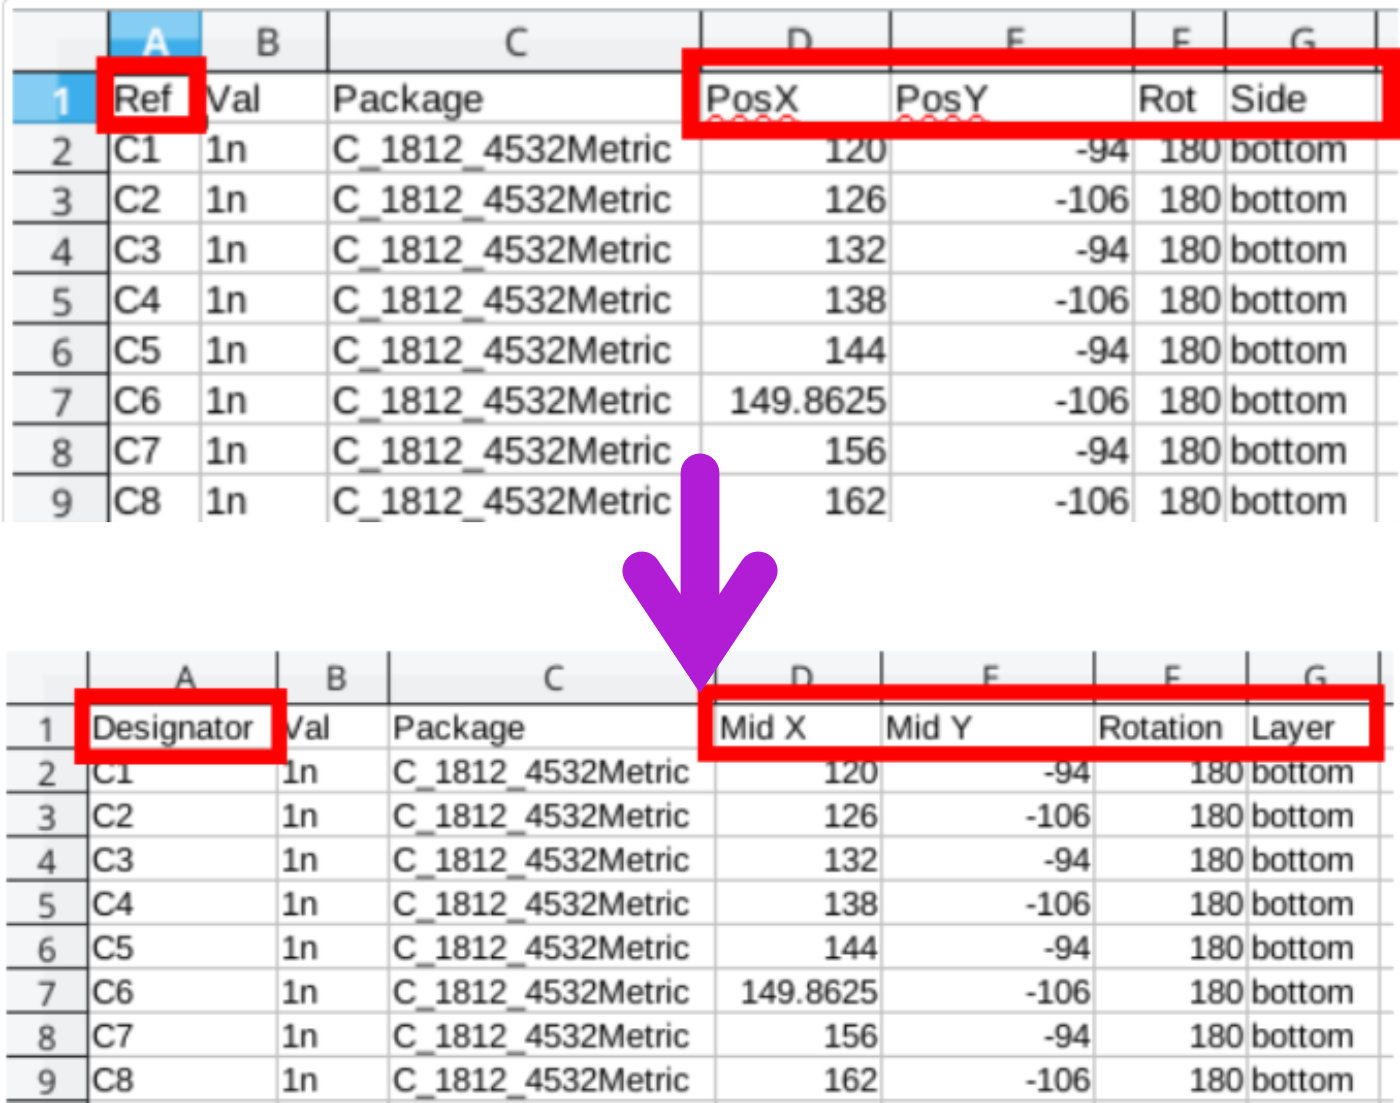 A B C D E F G
1 Ref Val Package PosX PosY Rot Side
2 C1 1n C_1812_4532Metric 120 -94 180 bottom
3 C2 1n C_1812_4532Metric 126 -106 180 bottom
4 C3 1n C_1812_4532Metric 132 -94 180 bottom
5 C4 1n C_1812_4532Metric 138 -106 180 bottom
6 C5 1n C_1812_4532Metric 144 -94 180 bottom
7 C6 1n C_1812_4532Metric 149.8625 -106 180 bottom
8 C7 1n C_1812_4532Metric 156 -94 180 bottom
9 C8 1n C_1812_4532Metric 162 -106 180 bottom
A B C D E F G
1 Designator Val Package Mid X Mid Y Rotation Layer
2 C1 1n C_1812_4532Metric 120 -94 180 bottom
3 C2 1n C_1812_4532Metric 126 -106 180 bottom
4 C3 1n C_1812_4532Metric 132 -94 180 bottom
5 C4 1n C_1812_4532Metric 138 -106 180 bottom
6 C5 1n C_1812_4532Metric 144 -94 180 bottom
7 C6 1n C_1812_4532Metric 149.8625 -106 180 bottom
8 C7 1n C_1812_4532Metric 156 -94 180 bottom
9 C8 1n C_1812_4532Metric 162 -106 180 bottom